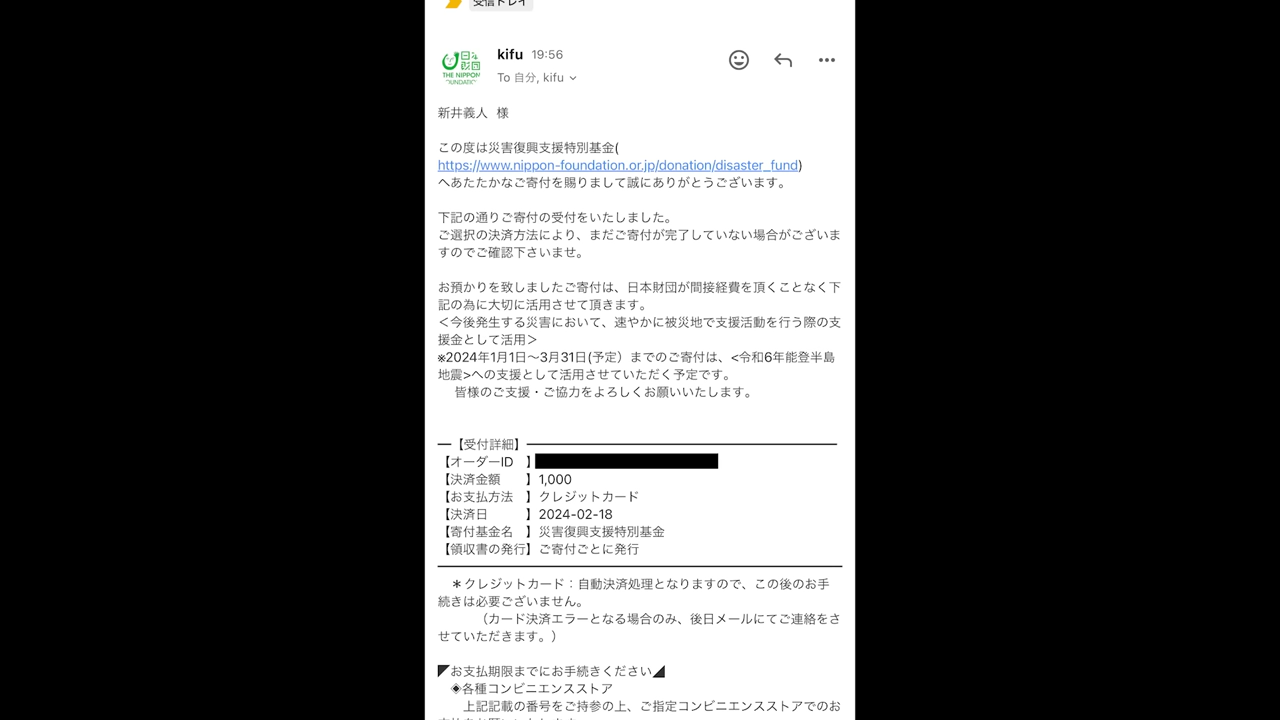 受信トレイ
日本
財団
THE NIPPON
FOUNDATION
kifu 19:56
To 自分, kifu
新井義人 様
この度は災害復興支援特別基金(
https://www.nippon-foundation.or.jp/donation/disaster_fund)
へあたたかなご寄付を賜りまして誠にありがとうございます。
下記の通りご寄付の受付をいたしました。
ご選択の決済方法により、まだご寄付が完了していない場合がございま
すのでご確認下さいませ。
お預かりを致しましたご寄付は、日本財団が間接経費を頂くことなく下
記の為に大切に活用させて頂きます。
＜今後発生する災害において、速やかに被災地で支援活動を行う際の支
援金として活用＞
※2024年1月1日～3月31日(予定）までのご寄付は、<令和6年能登半島
地震>への支援として活用させていただく予定です。
皆様のご支援・ご協力をよろしくお願いいたします。
━【受付詳細】━━━━━━━━━━━━━━━━━━
【オーダーID　】
【決済金額　　】1,000
【お支払方法　】クレジットカード
【決済日　　　】2024-02-18
【寄付基金名　】災害復興支援特別基金
【領収書の発行】ご寄付ごとに発行
＊クレジットカード：自動決済処理となりますので、この後のお手
続きは必要ございません。
（カード決済エラーとなる場合のみ、後日メールにてご連絡をさ
せていただきます。）
◤お支払期限までにお手続きください◢
◈各種コンビニエンスストア
上記記載の番号をご持参の上、ご指定コンビニエンスストアでのお